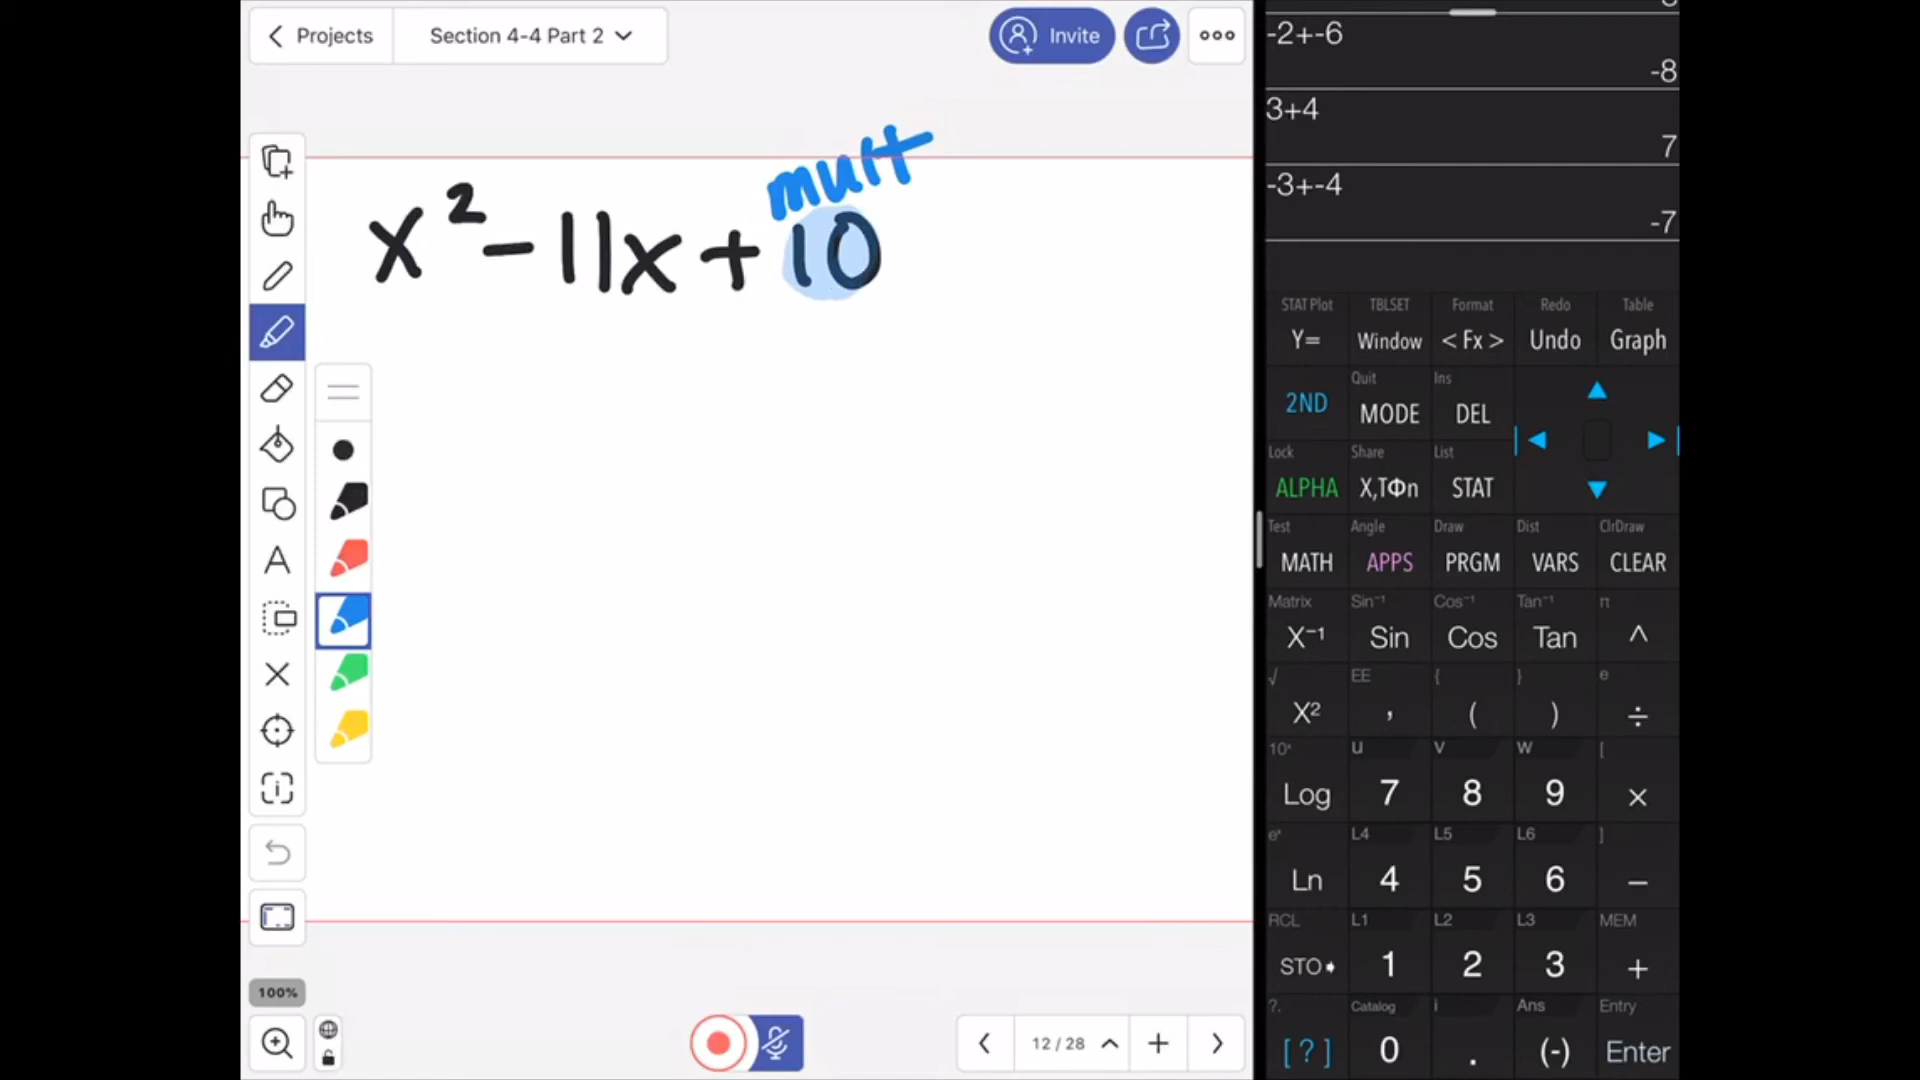 Projects
Section 4-4 Part 2
Invite
mult
x² - 11x + 10
A
100%
12 / 28
-2+-6
-8
3+4
7
-3+-4
-7
STAT Plot TBLSET Format Redo Table
Y= Window < Fx > Undo Graph
Quit Ins
2ND MODE DEL
Lock Share List
ALPHA X,TΦn STAT
Test Angle Draw Dist ClrDraw
MATH APPS PRGM VARS CLEAR
Matrix Sin⁻¹ Cos⁻¹ Tan⁻¹ π
X⁻¹ Sin Cos Tan ^
√ EE { } e
X² , ( ) ÷
10ˣ u v w [
Log 7 8 9 ×
eˣ L4 L5 L6 ]
Ln 4 5 6 −
RCL L1 L2 L3 MEM
STO➧ 1 2 3 +
?. Catalog i Ans Entry
[ ? ] 0 . (-) Enter